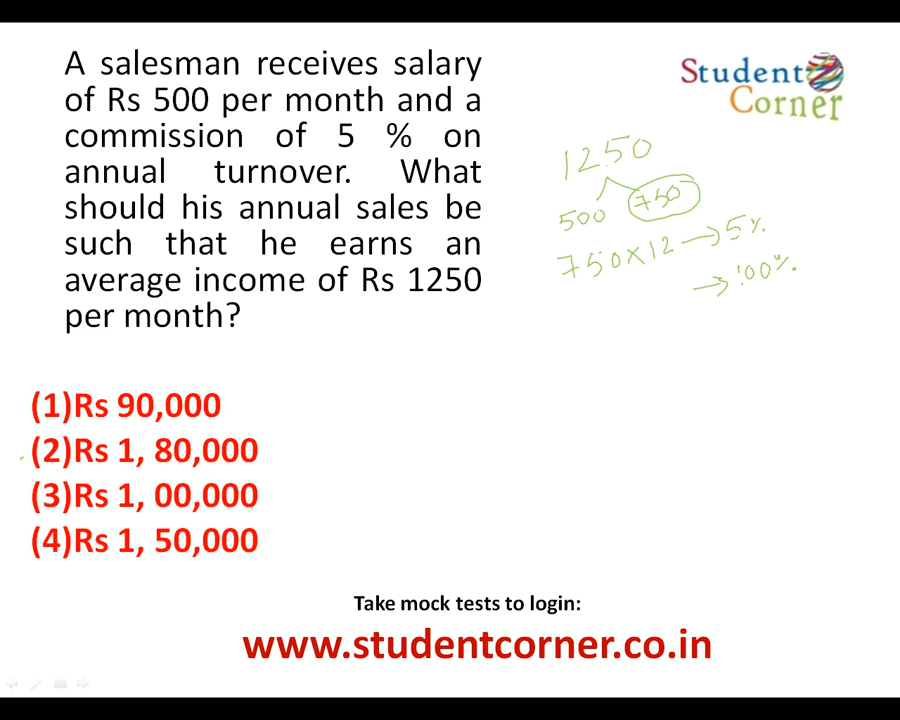 A salesman receives salary
of Rs 500 per month and a
commission of 5 % on
annual turnover. What
should his annual sales be
such that he earns an
average income of Rs 1250
per month?
Student
Corner
1250
500 750
750×12 → 5%
→ 100%
(1)Rs 90,000
(2)Rs 1, 80,000
(3)Rs 1, 00,000
(4)Rs 1, 50,000
Take mock tests to login:
www.studentcorner.co.in